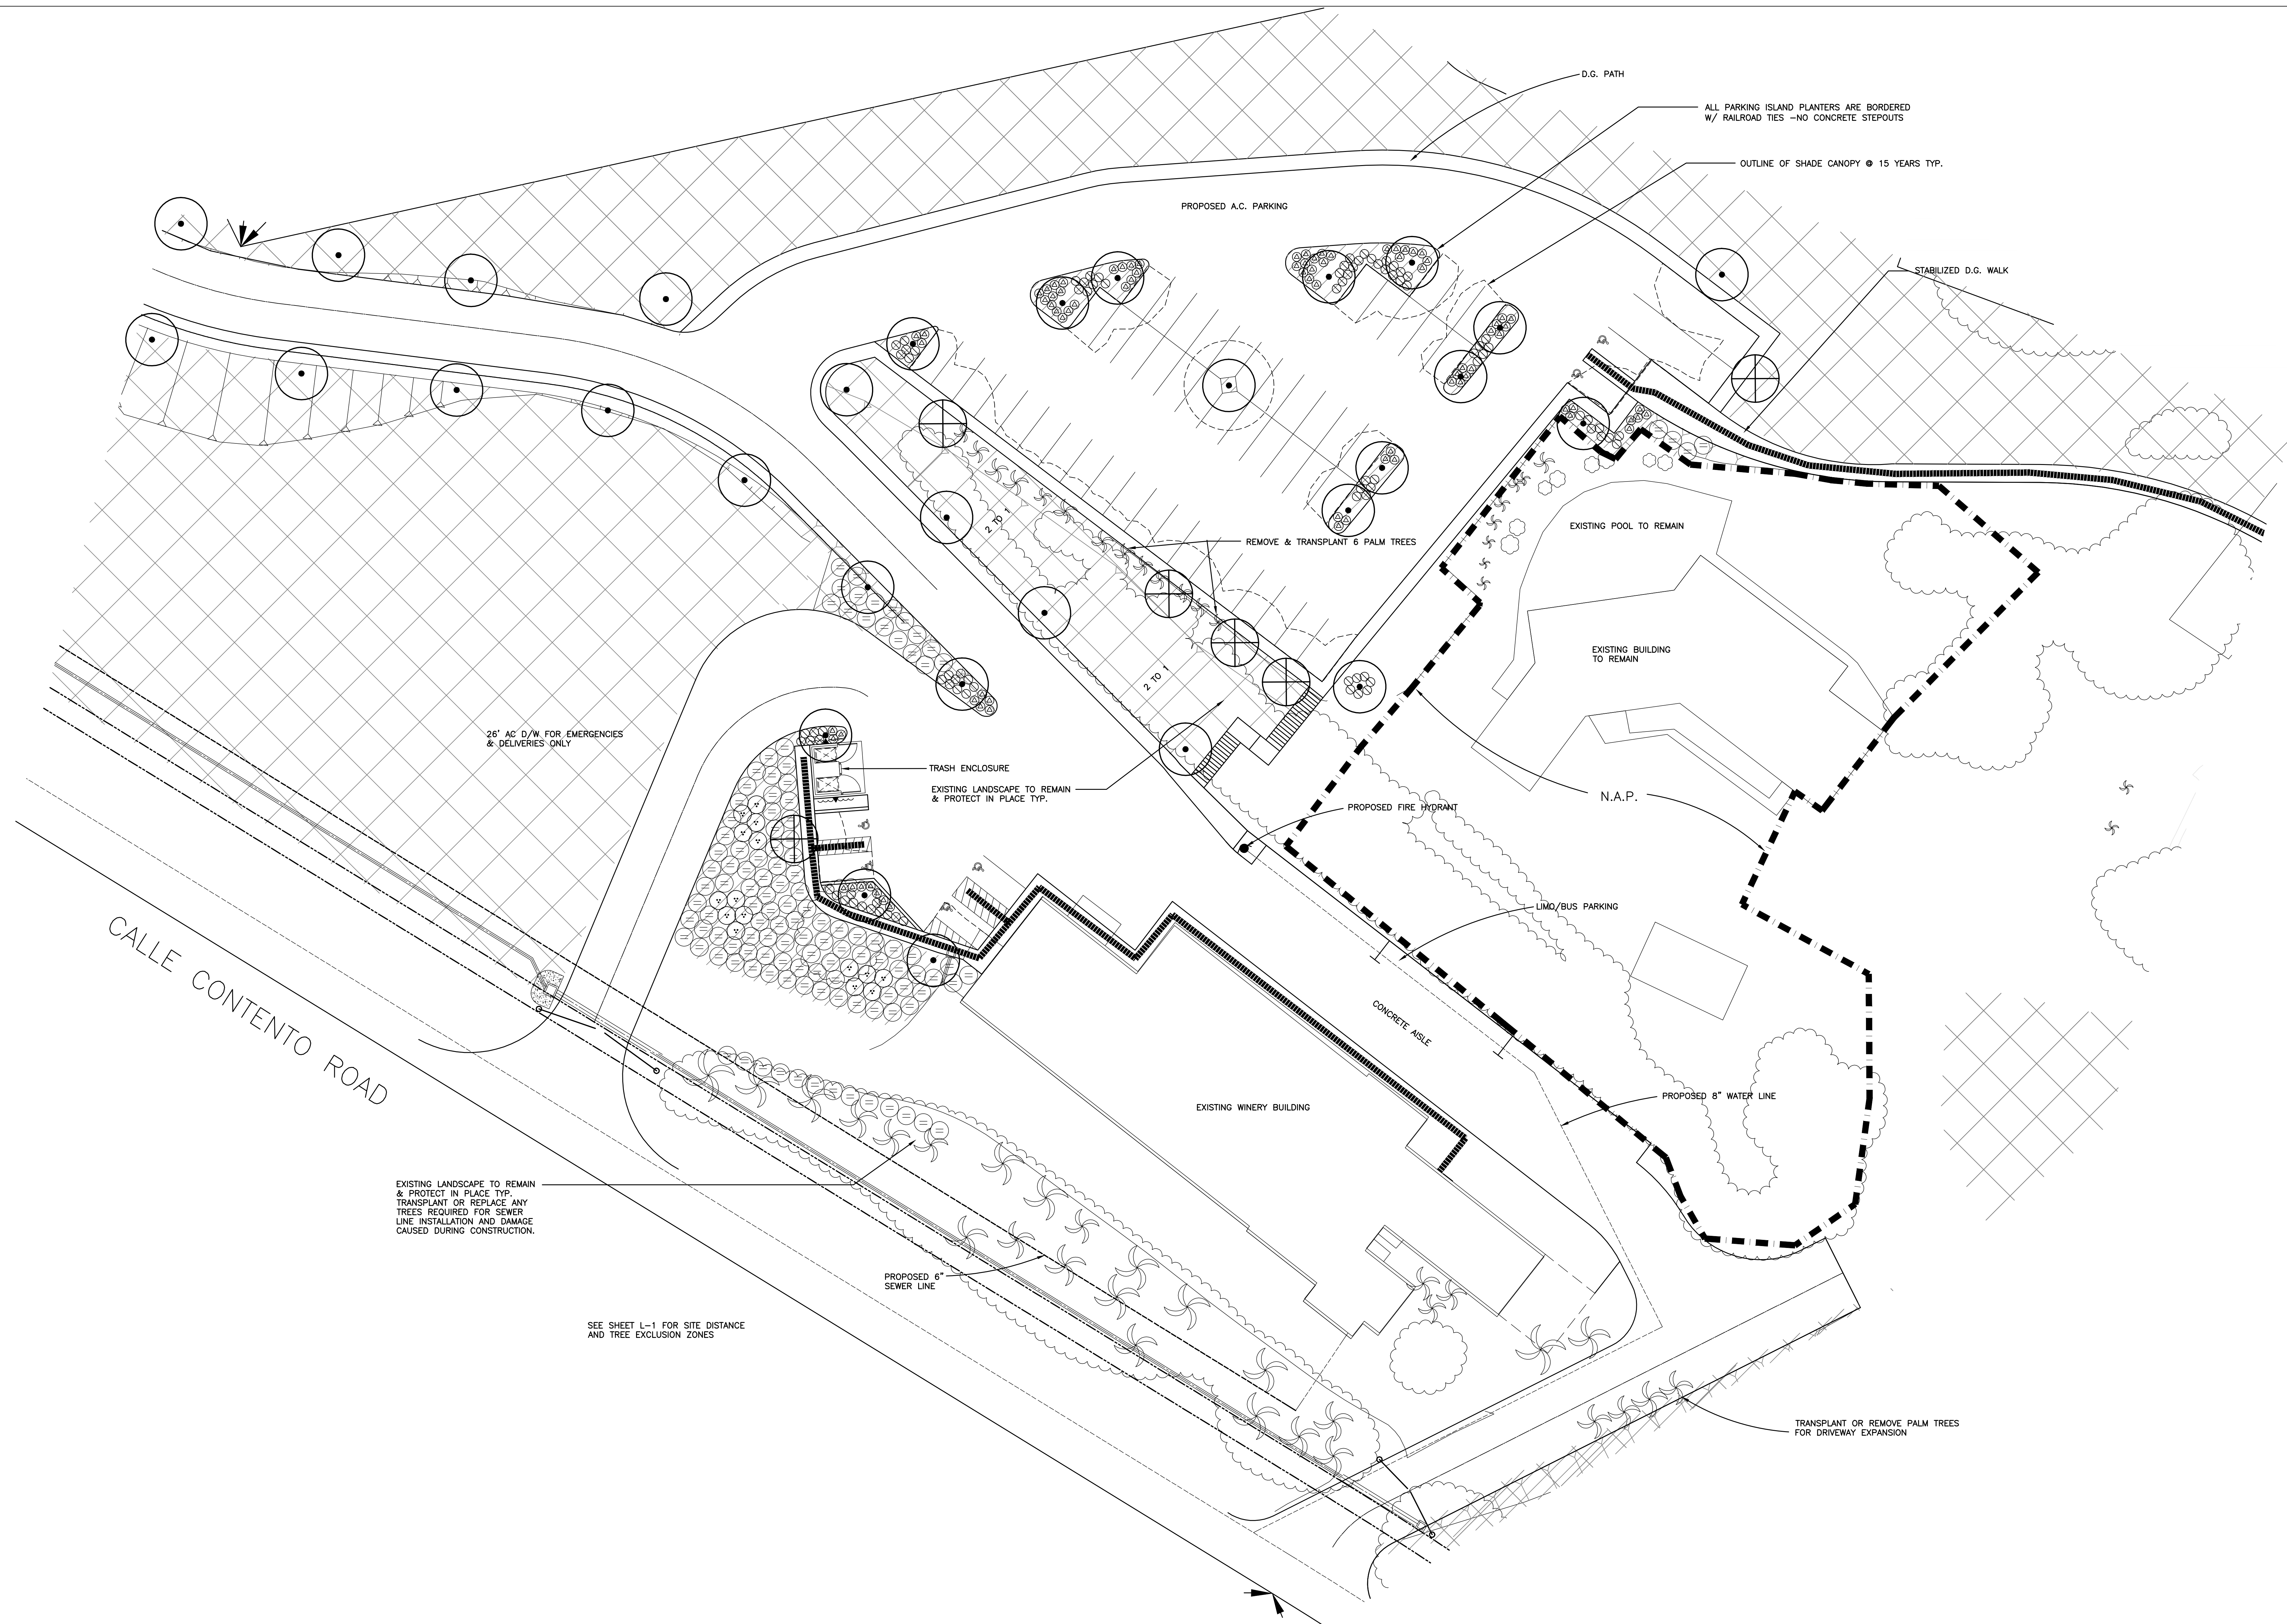 D.G. PATH
ALL PARKING ISLAND PLANTERS ARE BORDERED
W/ RAILROAD TIES -NO CONCRETE STEPOUTS
OUTLINE OF SHADE CANOPY @ 15 YEARS TYP.
PROPOSED A.C. PARKING
STABILIZED D.G. WALK
2 TO 1
REMOVE & TRANSPLANT 6 PALM TREES
EXISTING POOL TO REMAIN
EXISTING BUILDING
TO REMAIN
2 TO 1
26' AC D/W FOR EMERGENCIES
& DELIVERIES ONLY
TRASH ENCLOSURE
EXISTING LANDSCAPE TO REMAIN
& PROTECT IN PLACE TYP.
N.A.P.
PROPOSED FIRE HYDRANT
LIMO/BUS PARKING
CALLE CONTENTO ROAD
CONCRETE AISLE
PROPOSED 8" WATER LINE
EXISTING WINERY BUILDING
EXISTING LANDSCAPE TO REMAIN
& PROTECT IN PLACE TYP.
TRANSPLANT OR REPLACE ANY
TREES REQUIRED FOR SEWER
LINE INSTALLATION AND DAMAGE
CAUSED DURING CONSTRUCTION.
PROPOSED 6"
SEWER LINE
SEE SHEET L-1 FOR SITE DISTANCE
AND TREE EXCLUSION ZONES
TRANSPLANT OR REMOVE PALM TREES
FOR DRIVEWAY EXPANSION